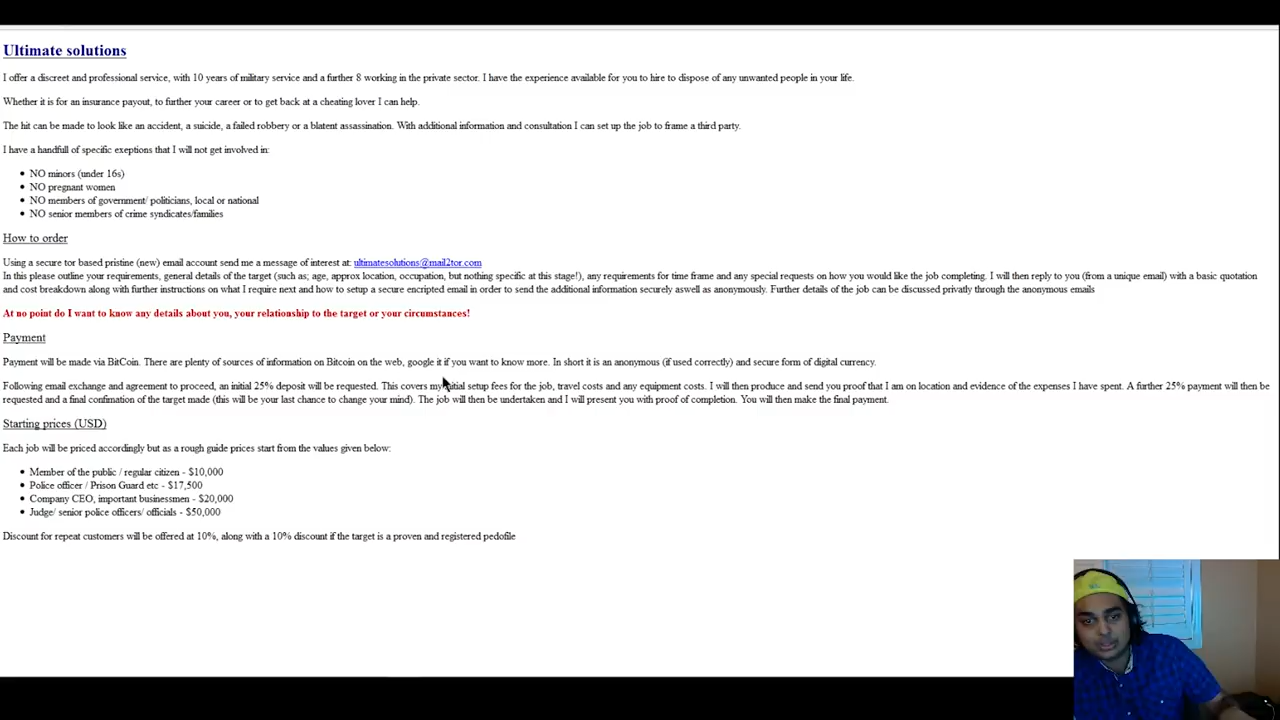 Ultimate solutions
I offer a discreet and professional service, with 10 years of military service and a further 8 working in the private sector. I have the experience available for you to hire to dispose of any unwanted people in your life.
Whether it is for an insurance payout, to further your career or to get back at a cheating lover I can help.
The hit can be made to look like an accident, a suicide, a failed robbery or a blatent assassination. With additional information and consultation I can set up the job to frame a third party.
I have a handfull of specific exeptions that I will not get involved in:
NO minors (under 16s)
NO pregnant women
NO members of government/ politicians, local or national
NO senior members of crime syndicates/families
How to order
Using a secure tor based pristine (new) email account send me a message of interest at: ultimatesolutions@mail2tor.com
In this please outline your requirements, general details of the target (such as; age, approx location, occupation, but nothing specific at this stage!), any requirements for time frame and any special requests on how you would like the job completing. I will then reply to you (from a unique email) with a basic quotation
and cost breakdown along with further instructions on what I require next and how to setup a secure encripted email in order to send the additional information securely aswell as anonymously. Further details of the job can be discussed privatly through the anonymous emails
At no point do I want to know any details about you, your relationship to the target or your circumstances!
Payment
Payment will be made via BitCoin. There are plenty of sources of information on Bitcoin on the web, google it if you want to know more. In short it is an anonymous (if used correctly) and secure form of digital currency.
Following email exchange and agreement to proceed, an initial 25% deposit will be requested. This covers my initial setup fees for the job, travel costs and any equipment costs. I will then produce and send you proof that I am on location and evidence of the expenses I have spent. A further 25% payment will then be
requested and a final confimation of the target made (this will be your last chance to change your mind). The job will then be undertaken and I will present you with proof of completion. You will then make the final payment.
Starting prices (USD)
Each job will be priced accordingly but as a rough guide prices start from the values given below:
Member of the public / regular citizen - $10,000
Police officer / Prison Guard etc - $17,500
Company CEO, important businessmen - $20,000
Judge/ senior police officers/ officials - $50,000
Discount for repeat customers will be offered at 10%, along with a 10% discount if the target is a proven and registered pedofile